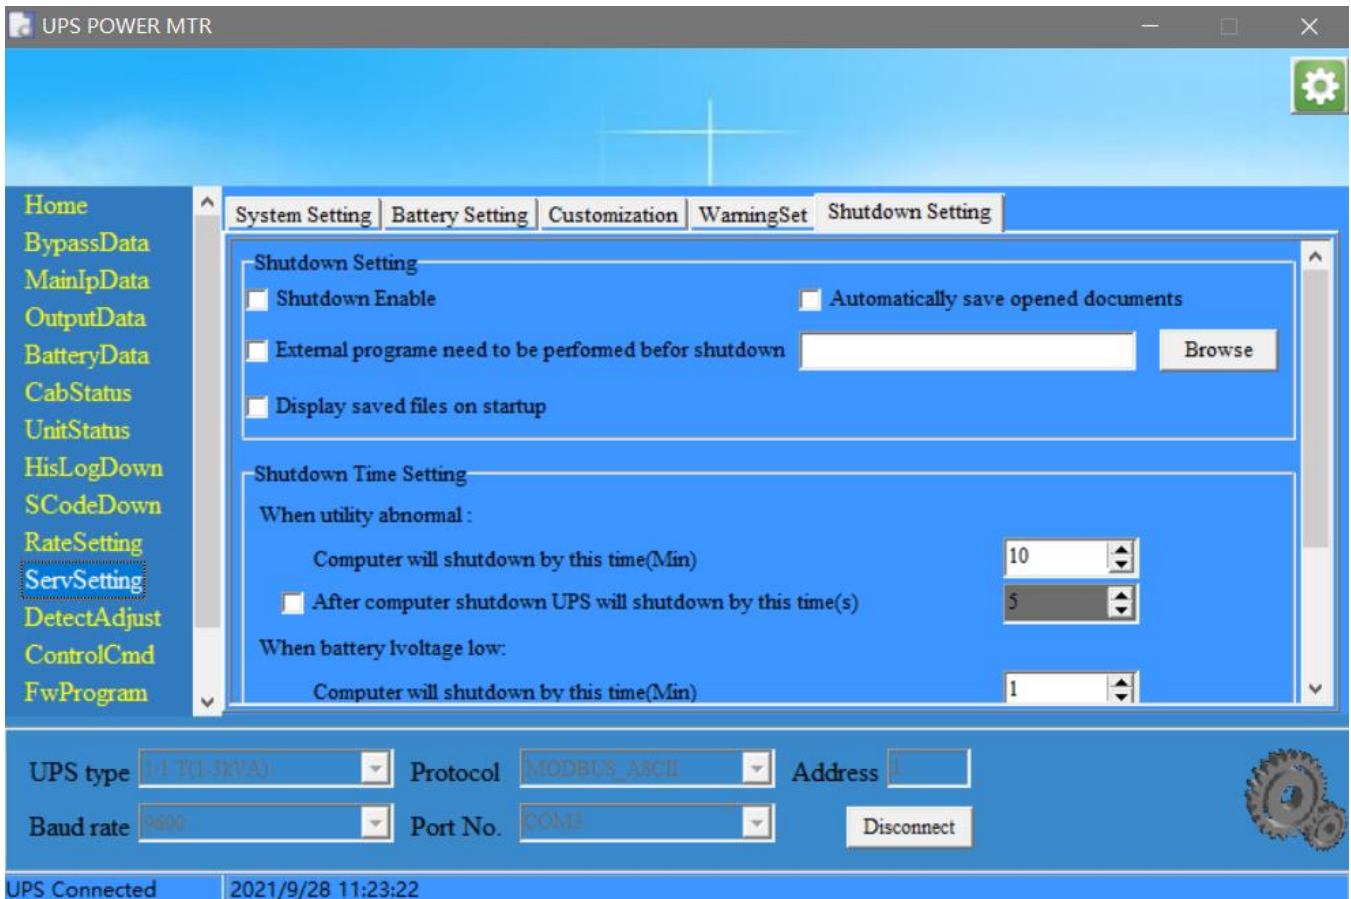 UPS POWER MTR
Home
BypassData
MainIpData
OutputData
BatteryData
CabStatus
UnitStatus
HisLogDown
SCodeDown
RateSetting
ServSetting
DetectAdjust
ControlCmd
FwProgram
System Setting Battery Setting Customization WarningSet Shutdown Setting
Shutdown Setting
Shutdown Enable Automatically save opened documents
External programe need to be performed befor shutdown Browse
Display saved files on startup
Shutdown Time Setting
When utility abnormal :
Computer will shutdown by this time(Min) 10
After computer shutdown UPS will shutdown by this time(s) 5
When battery lvoltage low:
Computer will shutdown by this time(Min) 1
UPS type 1-1 T(1-3kVA) Protocol MODBUS_ASCII Address 1
Baud rate 9600 Port No. COM3 Disconnect
UPS Connected 2021/9/28 11:23:22